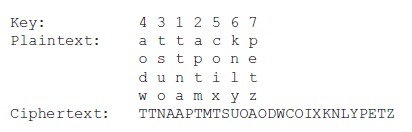 Key: 4 3 1 2 5 6 7
Plaintext: a t t a c k p
o s t p o n e
d u n t i l t
w o a m x y z
Ciphertext: TTNAAPTMTSUOAODWCOIXKNLYPETZ